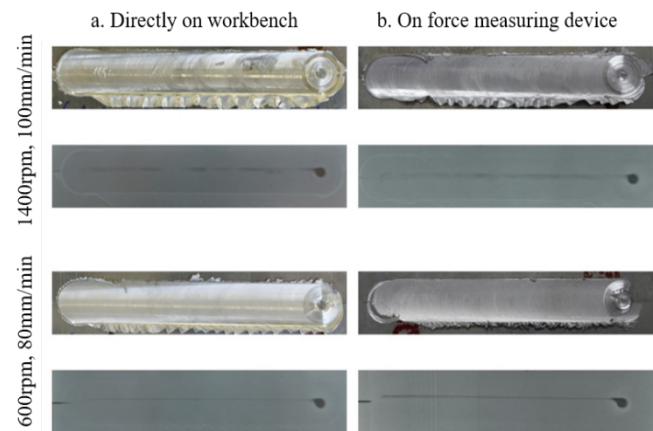 a. Directly on workbench
b. On force measuring device
1400rpm, 100mm/min
600rpm, 80mm/min